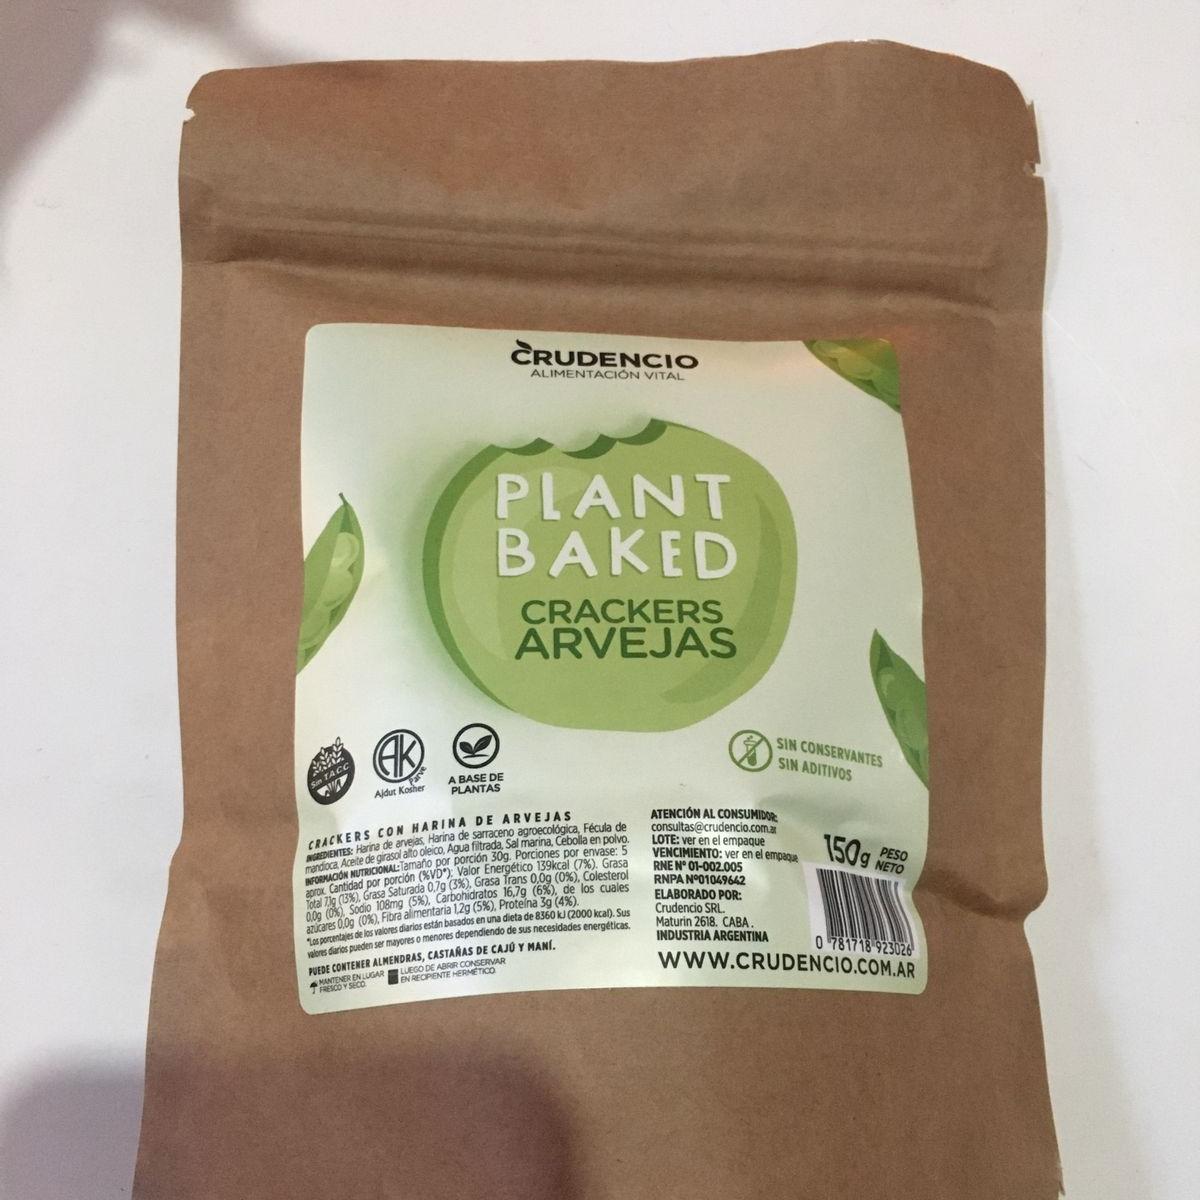 CRUDENCIO
ALIMENTACIÓN VITAL
PLANT
BAKED
CRACKERS
ARVEJAS
Sin T.A.C.C.
AK
Parve
Ajdut Kosher
A BASE DE
PLANTAS
SIN CONSERVANTES
SIN ADITIVOS
CRACKERS CON HARINA DE ARVEJAS
INGREDIENTES: Harina de arvejas, Harina de sarraceno agroecológica, Fécula de
mandioca, Aceite de girasol alto oleico, Agua filtrada, Sal marina, Cebolla en polvo.
INFORMACIÓN NUTRICIONAL: Tamaño por porción 30g. Porciones por envase: 5
aprox. Cantidad por porción (%VD*): Valor Energético 139kcal (7%), Grasa
Total 7,1g (13%), Grasa Saturada 0,7g (3%), Grasa Trans 0,0g (0%), Colesterol
0,0g (0%), Sodio 108mg (5%), Carbohidratos 16,7g (6%), de los cuales
azúcares 0,0g (0%), Fibra alimentaria 1,2g (5%), Proteína 3g (4%).
*Los porcentajes de los valores diarios están basados en una dieta de 8360 kJ (2000 kcal). Sus
valores diarios pueden ser mayores o menores dependiendo de sus necesidades energéticas.
PUEDE CONTENER ALMENDRAS, CASTAÑAS DE CAJÚ Y MANÍ.
MANTENER EN LUGAR
FRESCO Y SECO.
LUEGO DE ABRIR CONSERVAR
EN RECIPIENTE HERMÉTICO.
ATENCIÓN AL CONSUMIDOR:
consultas@crudencio.com.ar
LOTE: ver en el empaque
VENCIMIENTO: ver en el empaque
RNE Nº 01-002.005
RNPA Nº01049642
ELABORADO POR:
Crudencio SRL.
Maturin 2618. CABA.
INDUSTRIA ARGENTINA
150g PESO
NETO
0 781718 923026
WWW.CRUDENCIO.COM.AR